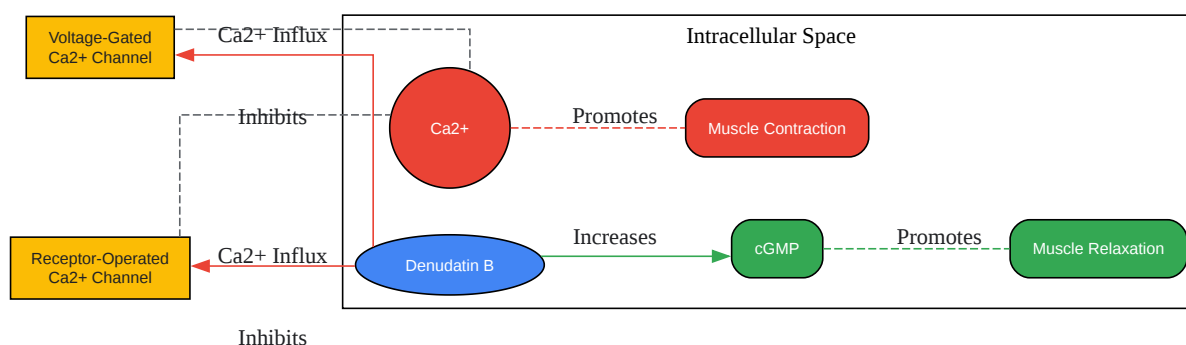 Voltage-Gated
Ca2+ Channel
Ca2+ Influx
Intracellular Space
Inhibits
Ca2+
Promotes
Muscle Contraction
Receptor-Operated
Ca2+ Channel
Ca2+ Influx
Denudatin B
Increases
cGMP
Promotes
Muscle Relaxation
Inhibits